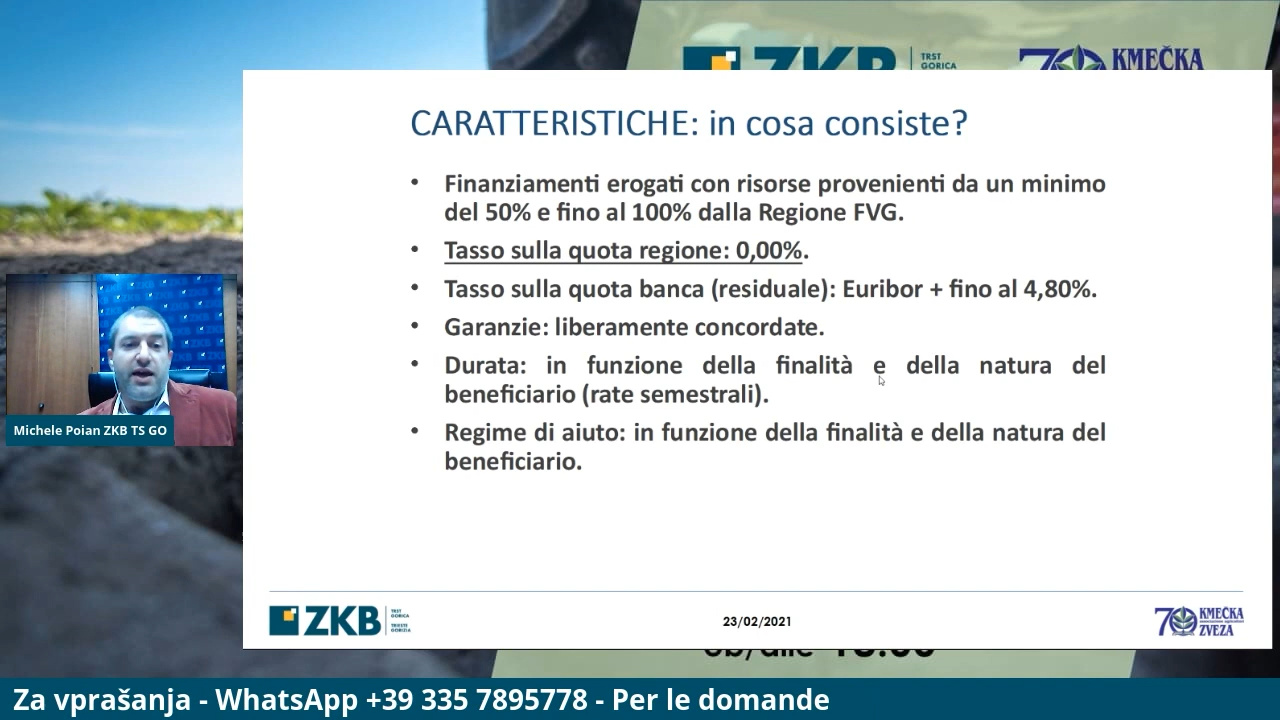 ZKB TRST
GORICA
70 KMEČKA
CARATTERISTICHE: in cosa consiste?
• Finanziamenti erogati con risorse provenienti da un minimo
del 50% e fino al 100% dalla Regione FVG.
• Tasso sulla quota regione: 0,00%.
• Tasso sulla quota banca (residuale): Euribor + fino al 4,80%.
• Garanzie: liberamente concordate.
• Durata: in funzione della finalità e della natura del
beneficiario (rate semestrali).
• Regime di aiuto: in funzione della finalità e della natura del
beneficiario.
Michele Poian ZKB TS GO
ZKB
TRST
GORICA
TRIESTE
GORIZIA
23/02/2021
70 KMEČKA
ZVEZA
ob/alle
Za vprašanja - WhatsApp +39 335 7895778 - Per le domande